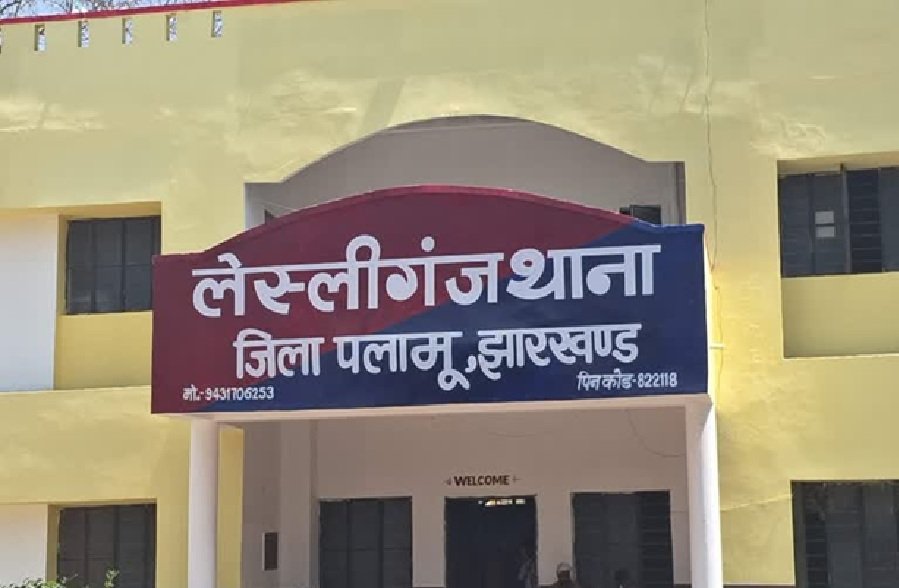 लेस्लीगंज थाना
जिला पलामू,झारखण्ड
मो.-9431706253 पिन कोड-822118
WELCOME